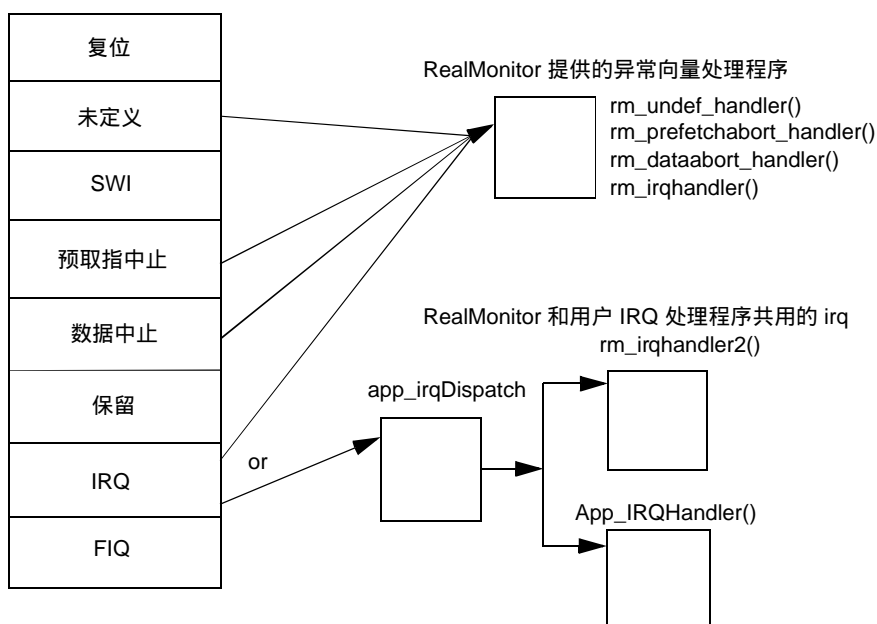 复位
未定义
SWI
预取指中止
数据中止
保留
IRQ
FIQ
RealMonitor 提供的异常向量处理程序
rm_undef_handler()
rm_prefetchabort_handler()
rm_dataabort_handler()
rm_irqhandler()
RealMonitor 和用户 IRQ 处理程序共用的 irq
rm_irqhandler2()
app_irqDispatch
or
App_IRQHandler()